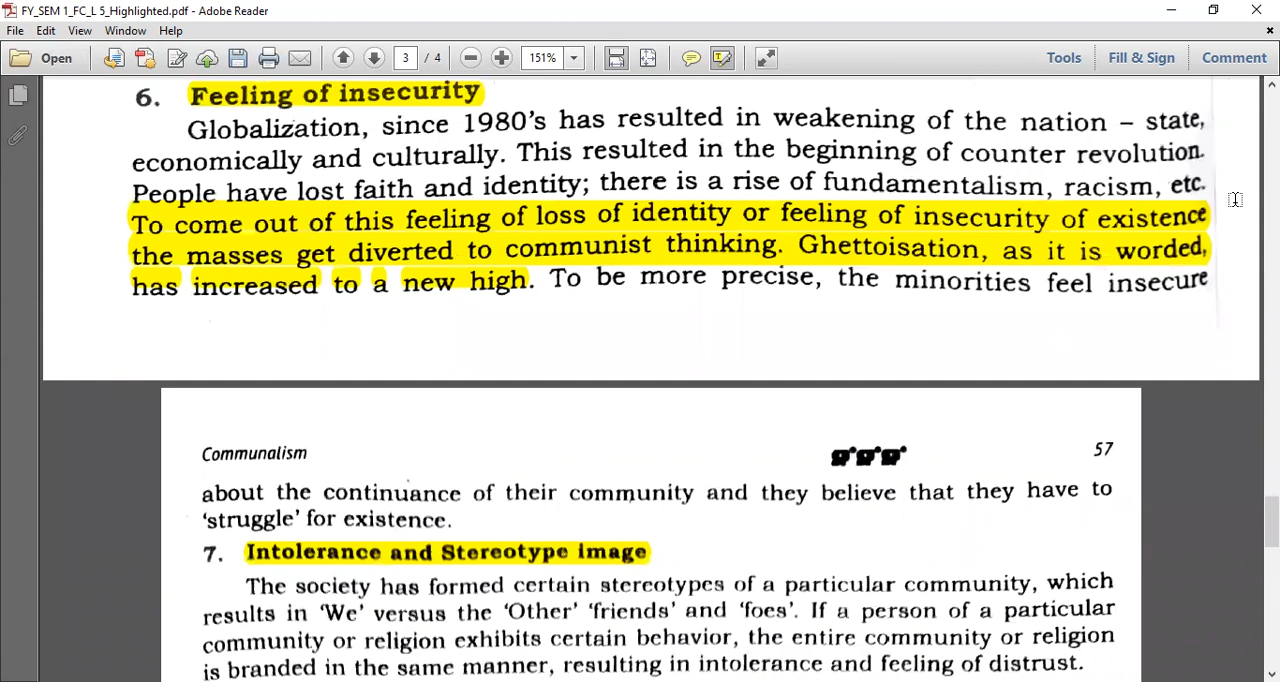 FY_SEM 1_FC_L 5_Highlighted.pdf - Adobe Reader
File Edit View Window Help
Open 3 / 4 151% Tools Fill & Sign Comment
6. Feeling of insecurity
Globalization, since 1980's has resulted in weakening of the nation – state,
economically and culturally. This resulted in the beginning of counter revolution.
People have lost faith and identity; there is a rise of fundamentalism, racism, etc.
To come out of this feeling of loss of identity or feeling of insecurity of existence
the masses get diverted to communist thinking. Ghettoisation, as it is worded,
has increased to a new high. To be more precise, the minorities feel insecure
Communalism 57
about the continuance of their community and they believe that they have to
'struggle' for existence.
7. Intolerance and Stereotype image
The society has formed certain stereotypes of a particular community, which
results in 'We' versus the 'Other' 'friends' and 'foes'. If a person of a particular
community or religion exhibits certain behavior, the entire community or religion
is branded in the same manner, resulting in intolerance and feeling of distrust.